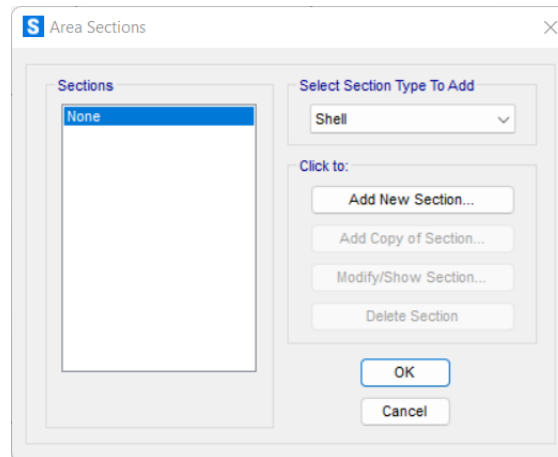 S Area Sections
Sections
None
Select Section Type To Add
Shell
Click to:
Add New Section...
Add Copy of Section...
Modify/Show Section...
Delete Section
OK
Cancel